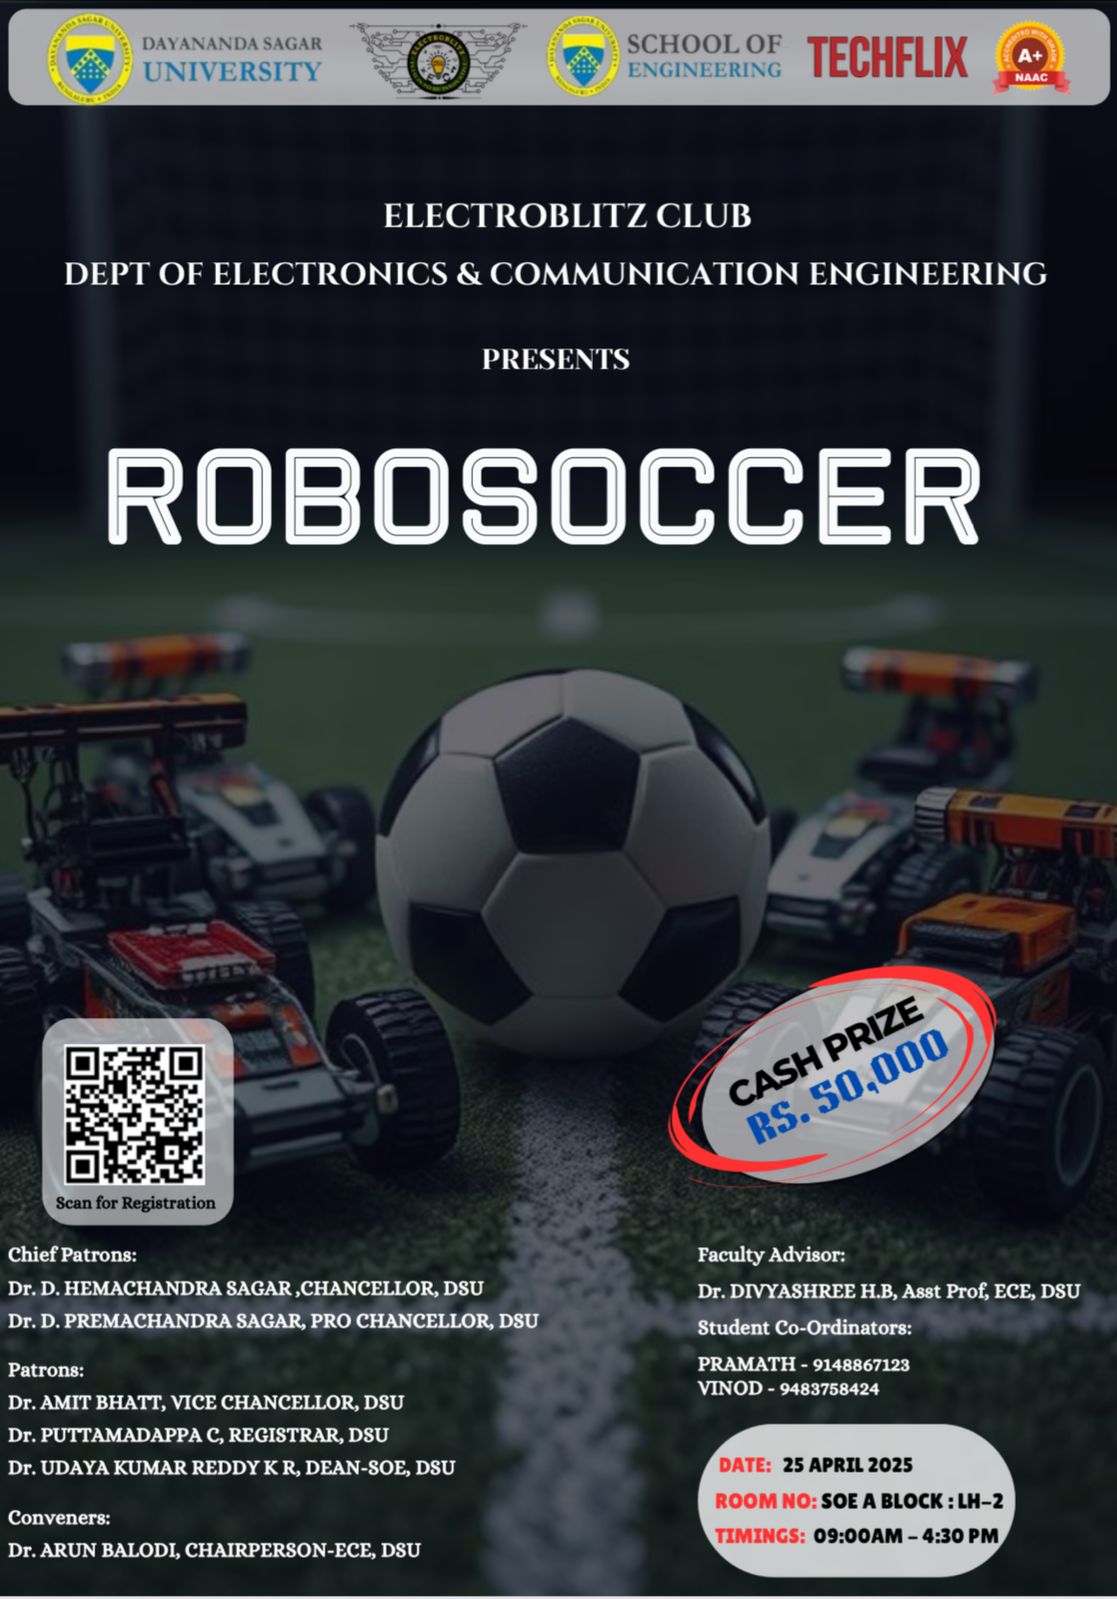 DAYANANDA SAGAR
UNIVERSITY
ELECTROBLITZ
SCHOOL OF
ENGINEERING
TECHFLIX
ACCREDITED WITH GRADE
A+
NAAC
ELECTROBLITZ CLUB
DEPT OF ELECTRONICS & COMMUNICATION ENGINEERING
PRESENTS
ROBOSOCCER
CASH PRIZE
RS. 50,000
Scan for Registration
Chief Patrons:
Dr. D. HEMACHANDRA SAGAR ,CHANCELLOR, DSU
Dr. D. PREMACHANDRA SAGAR, PRO CHANCELLOR, DSU
Patrons:
Dr. AMIT BHATT, VICE CHANCELLOR, DSU
Dr. PUTTAMADAPPA C, REGISTRAR, DSU
Dr. UDAYA KUMAR REDDY K R, DEAN-SOE, DSU
Conveners:
Dr. ARUN BALODI, CHAIRPERSON-ECE, DSU
Faculty Advisor:
Dr. DIVYASHREE H.B, Asst Prof, ECE, DSU
Student Co-Ordinators:
PRAMATH - 9148867123
VINOD - 9483758424
DATE: 25 APRIL 2025
ROOM NO: SOE A BLOCK : LH-2
TIMINGS: 09:00AM - 4:30 PM